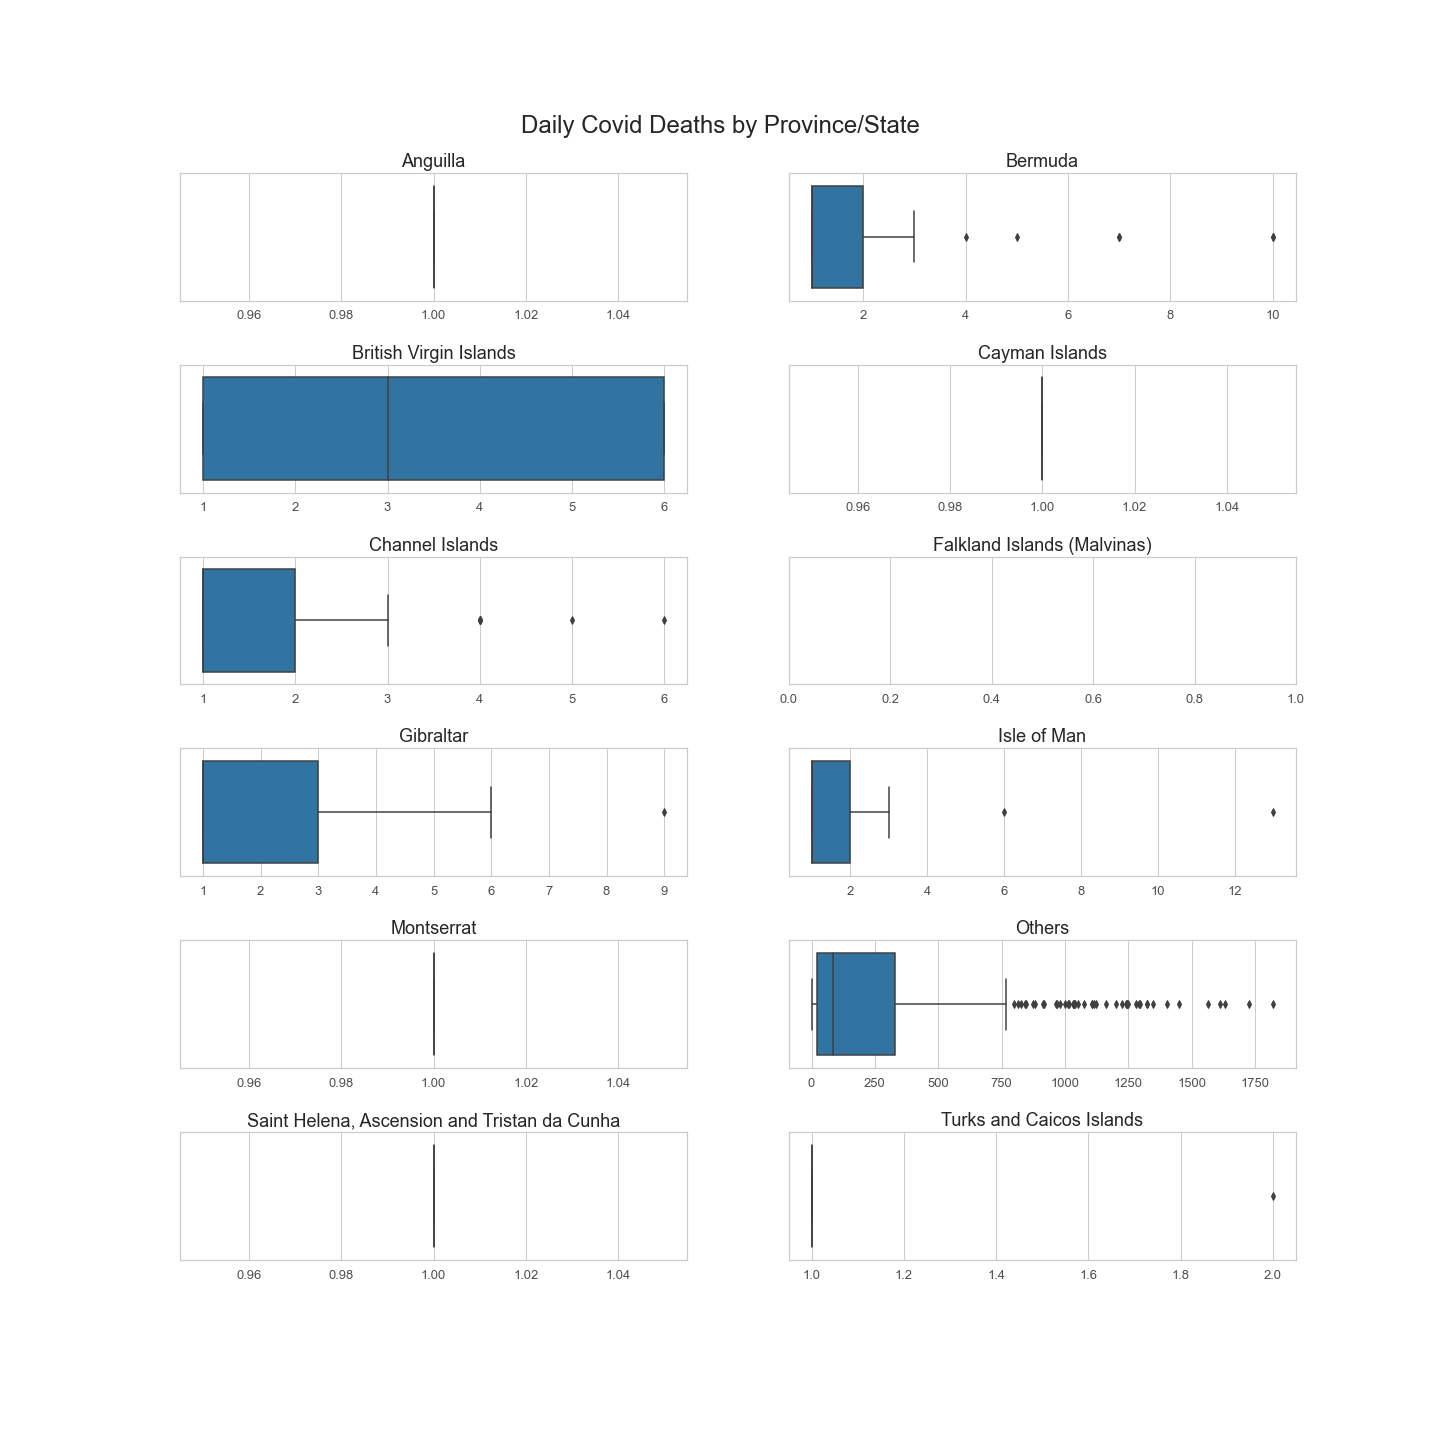 Daily Covid Deaths by Province/State
Anguilla
0.96 0.98 1.00 1.02 1.04
Bermuda
2 4 6 8 10
British Virgin Islands
1 2 3 4 5 6
Cayman Islands
0.96 0.98 1.00 1.02 1.04
Channel Islands
1 2 3 4 5 6
Falkland Islands (Malvinas)
0.0 0.2 0.4 0.6 0.8 1.0
Gibraltar
1 2 3 4 5 6 7 8 9
Isle of Man
2 4 6 8 10 12
Montserrat
0.96 0.98 1.00 1.02 1.04
Others
0 250 500 750 1000 1250 1500 1750
Saint Helena, Ascension and Tristan da Cunha
0.96 0.98 1.00 1.02 1.04
Turks and Caicos Islands
1.0 1.2 1.4 1.6 1.8 2.0